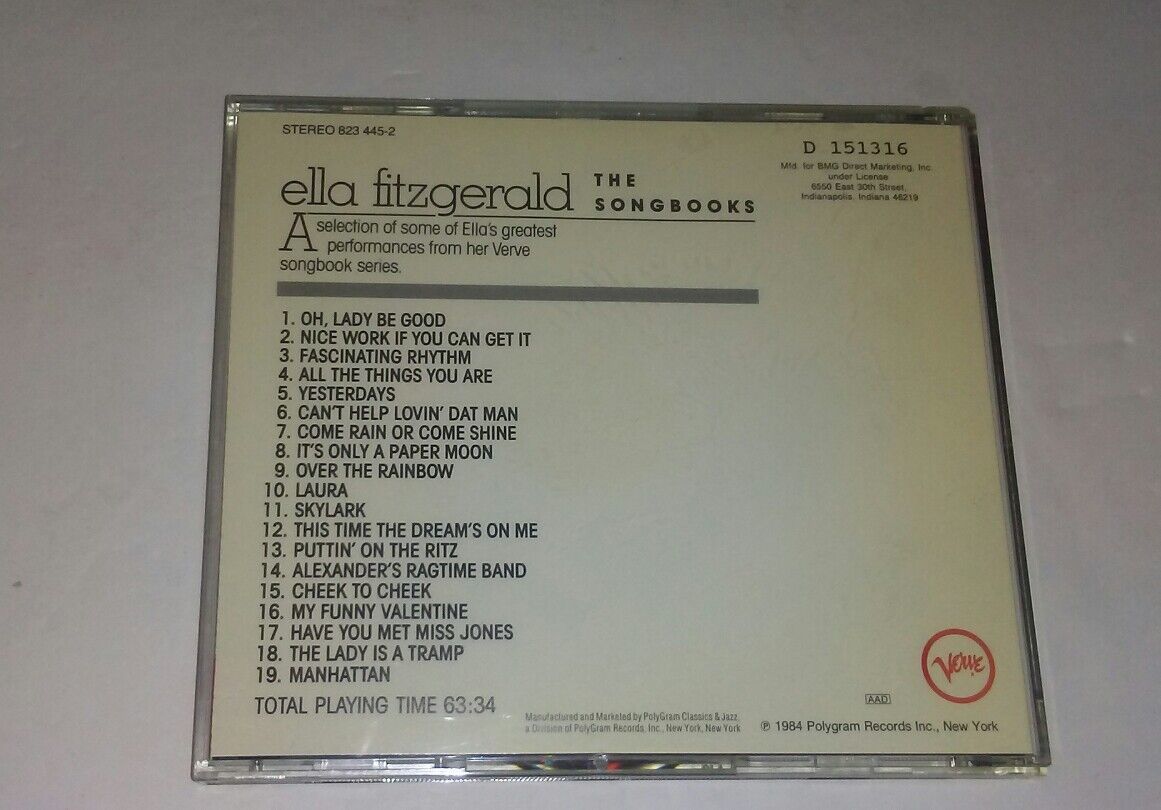 STEREO 823 445-2
D 151316
Mfd. for BMG Direct Marketing, Inc.
under License
6550 East 30th Street,
Indianapolis, Indiana 46219
ella fitzgerald THE
SONGBOOKS
A selection of some of Ella's greatest
performances from her Verve
songbook series.
1. OH, LADY BE GOOD
2. NICE WORK IF YOU CAN GET IT
3. FASCINATING RHYTHM
4. ALL THE THINGS YOU ARE
5. YESTERDAYS
6. CAN'T HELP LOVIN' DAT MAN
7. COME RAIN OR COME SHINE
8. IT'S ONLY A PAPER MOON
9. OVER THE RAINBOW
10. LAURA
11. SKYLARK
12. THIS TIME THE DREAM'S ON ME
13. PUTTIN' ON THE RITZ
14. ALEXANDER'S RAGTIME BAND
15. CHEEK TO CHEEK
16. MY FUNNY VALENTINE
17. HAVE YOU MET MISS JONES
18. THE LADY IS A TRAMP
19. MANHATTAN
TOTAL PLAYING TIME 63:34
Manufactured and Marketed by PolyGram Classics & Jazz,
a Division of PolyGram Records, Inc., New York, New York
AAD
℗ 1984 Polygram Records Inc., New York
Verve